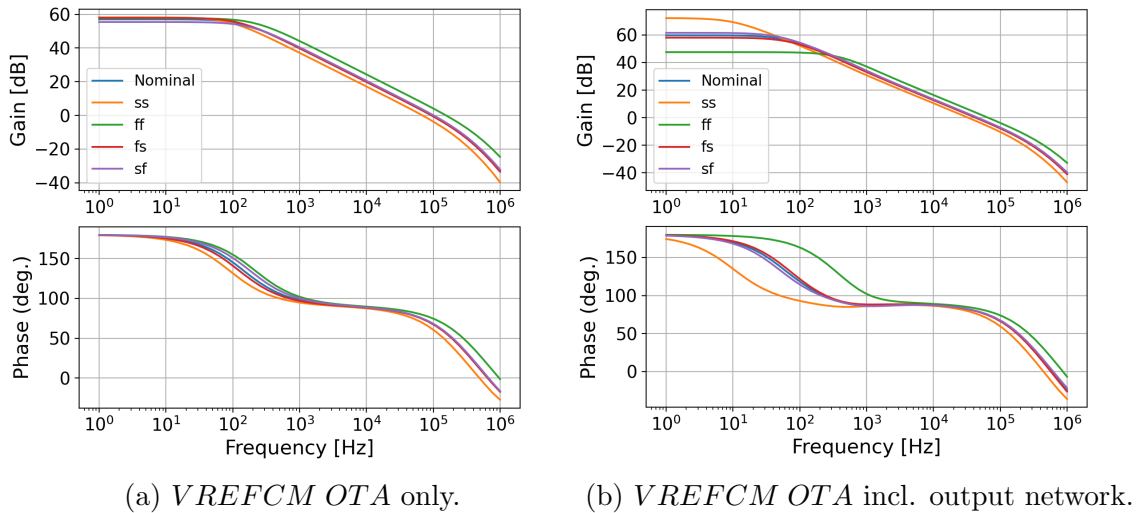 60
40
20
0
−20
−40
Gain [dB]
Nominal
ss
ff
fs
sf
10^0 10^1 10^2 10^3 10^4 10^5 10^6
150
100
50
0
Phase (deg.)
10^0 10^1 10^2 10^3 10^4 10^5 10^6
Frequency [Hz]
(a) VREFCM OTA only.
60
40
20
0
−20
−40
Gain [dB]
Nominal
ss
ff
fs
sf
10^0 10^1 10^2 10^3 10^4 10^5 10^6
150
100
50
0
Phase (deg.)
10^0 10^1 10^2 10^3 10^4 10^5 10^6
Frequency [Hz]
(b) VREFCM OTA incl. output network.